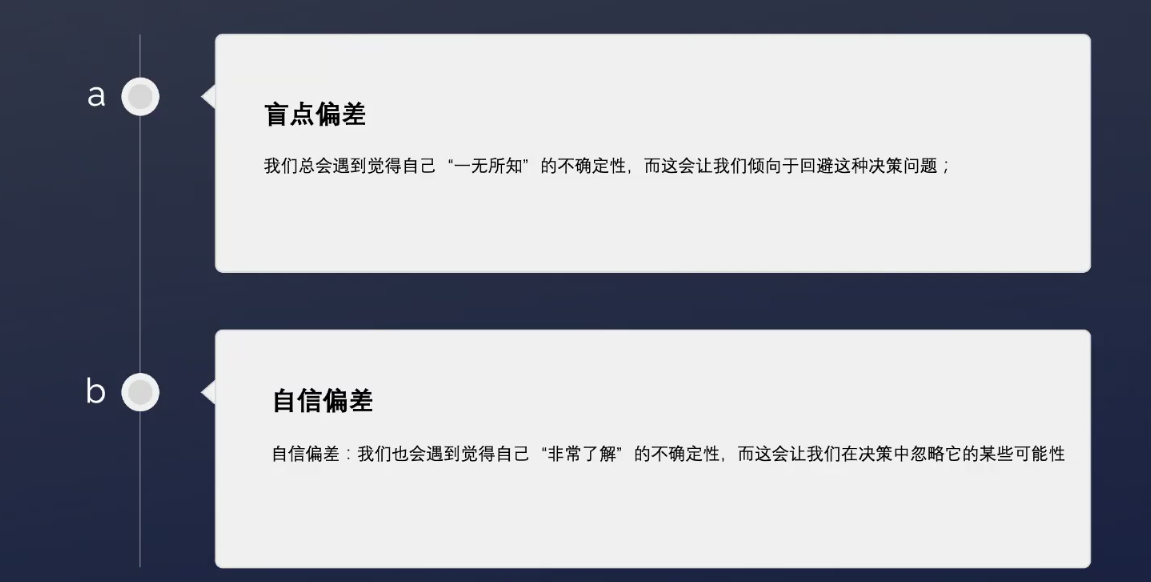 a
盲点偏差
我们总会遇到觉得自己“一无所知”的不确定性，而这会让我们倾向于回避这种决策问题；
b
自信偏差
自信偏差：我们也会遇到觉得自己“非常了解”的不确定性，而这会让我们在决策中忽略它的某些可能性